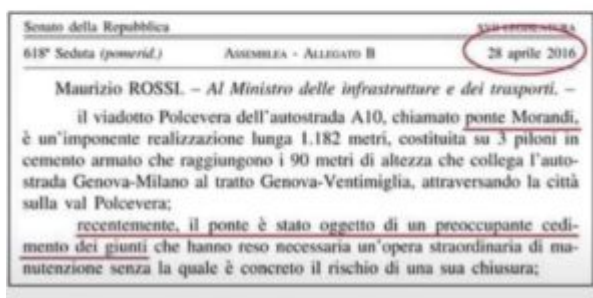 Senato della Repubblica XVII LEGISLATURA
618ª Seduta (pomerid.) ASSEMBLEA - ALLEGATO B 28 aprile 2016
Maurizio ROSSI. – Al Ministro delle infrastrutture e dei trasporti. –
il viadotto Polcevera dell'autostrada A10, chiamato ponte Morandi,
è un'imponente realizzazione lunga 1.182 metri, costituita su 3 piloni in
cemento armato che raggiungono i 90 metri di altezza che collega l'auto-
strada Genova-Milano al tratto Genova-Ventimiglia, attraversando la città
sulla val Polcevera;
recentemente, il ponte è stato oggetto di un preoccupante cedi-
mento dei giunti che hanno reso necessaria un'opera straordinaria di ma-
nutenzione senza la quale è concreto il rischio di una sua chiusura;